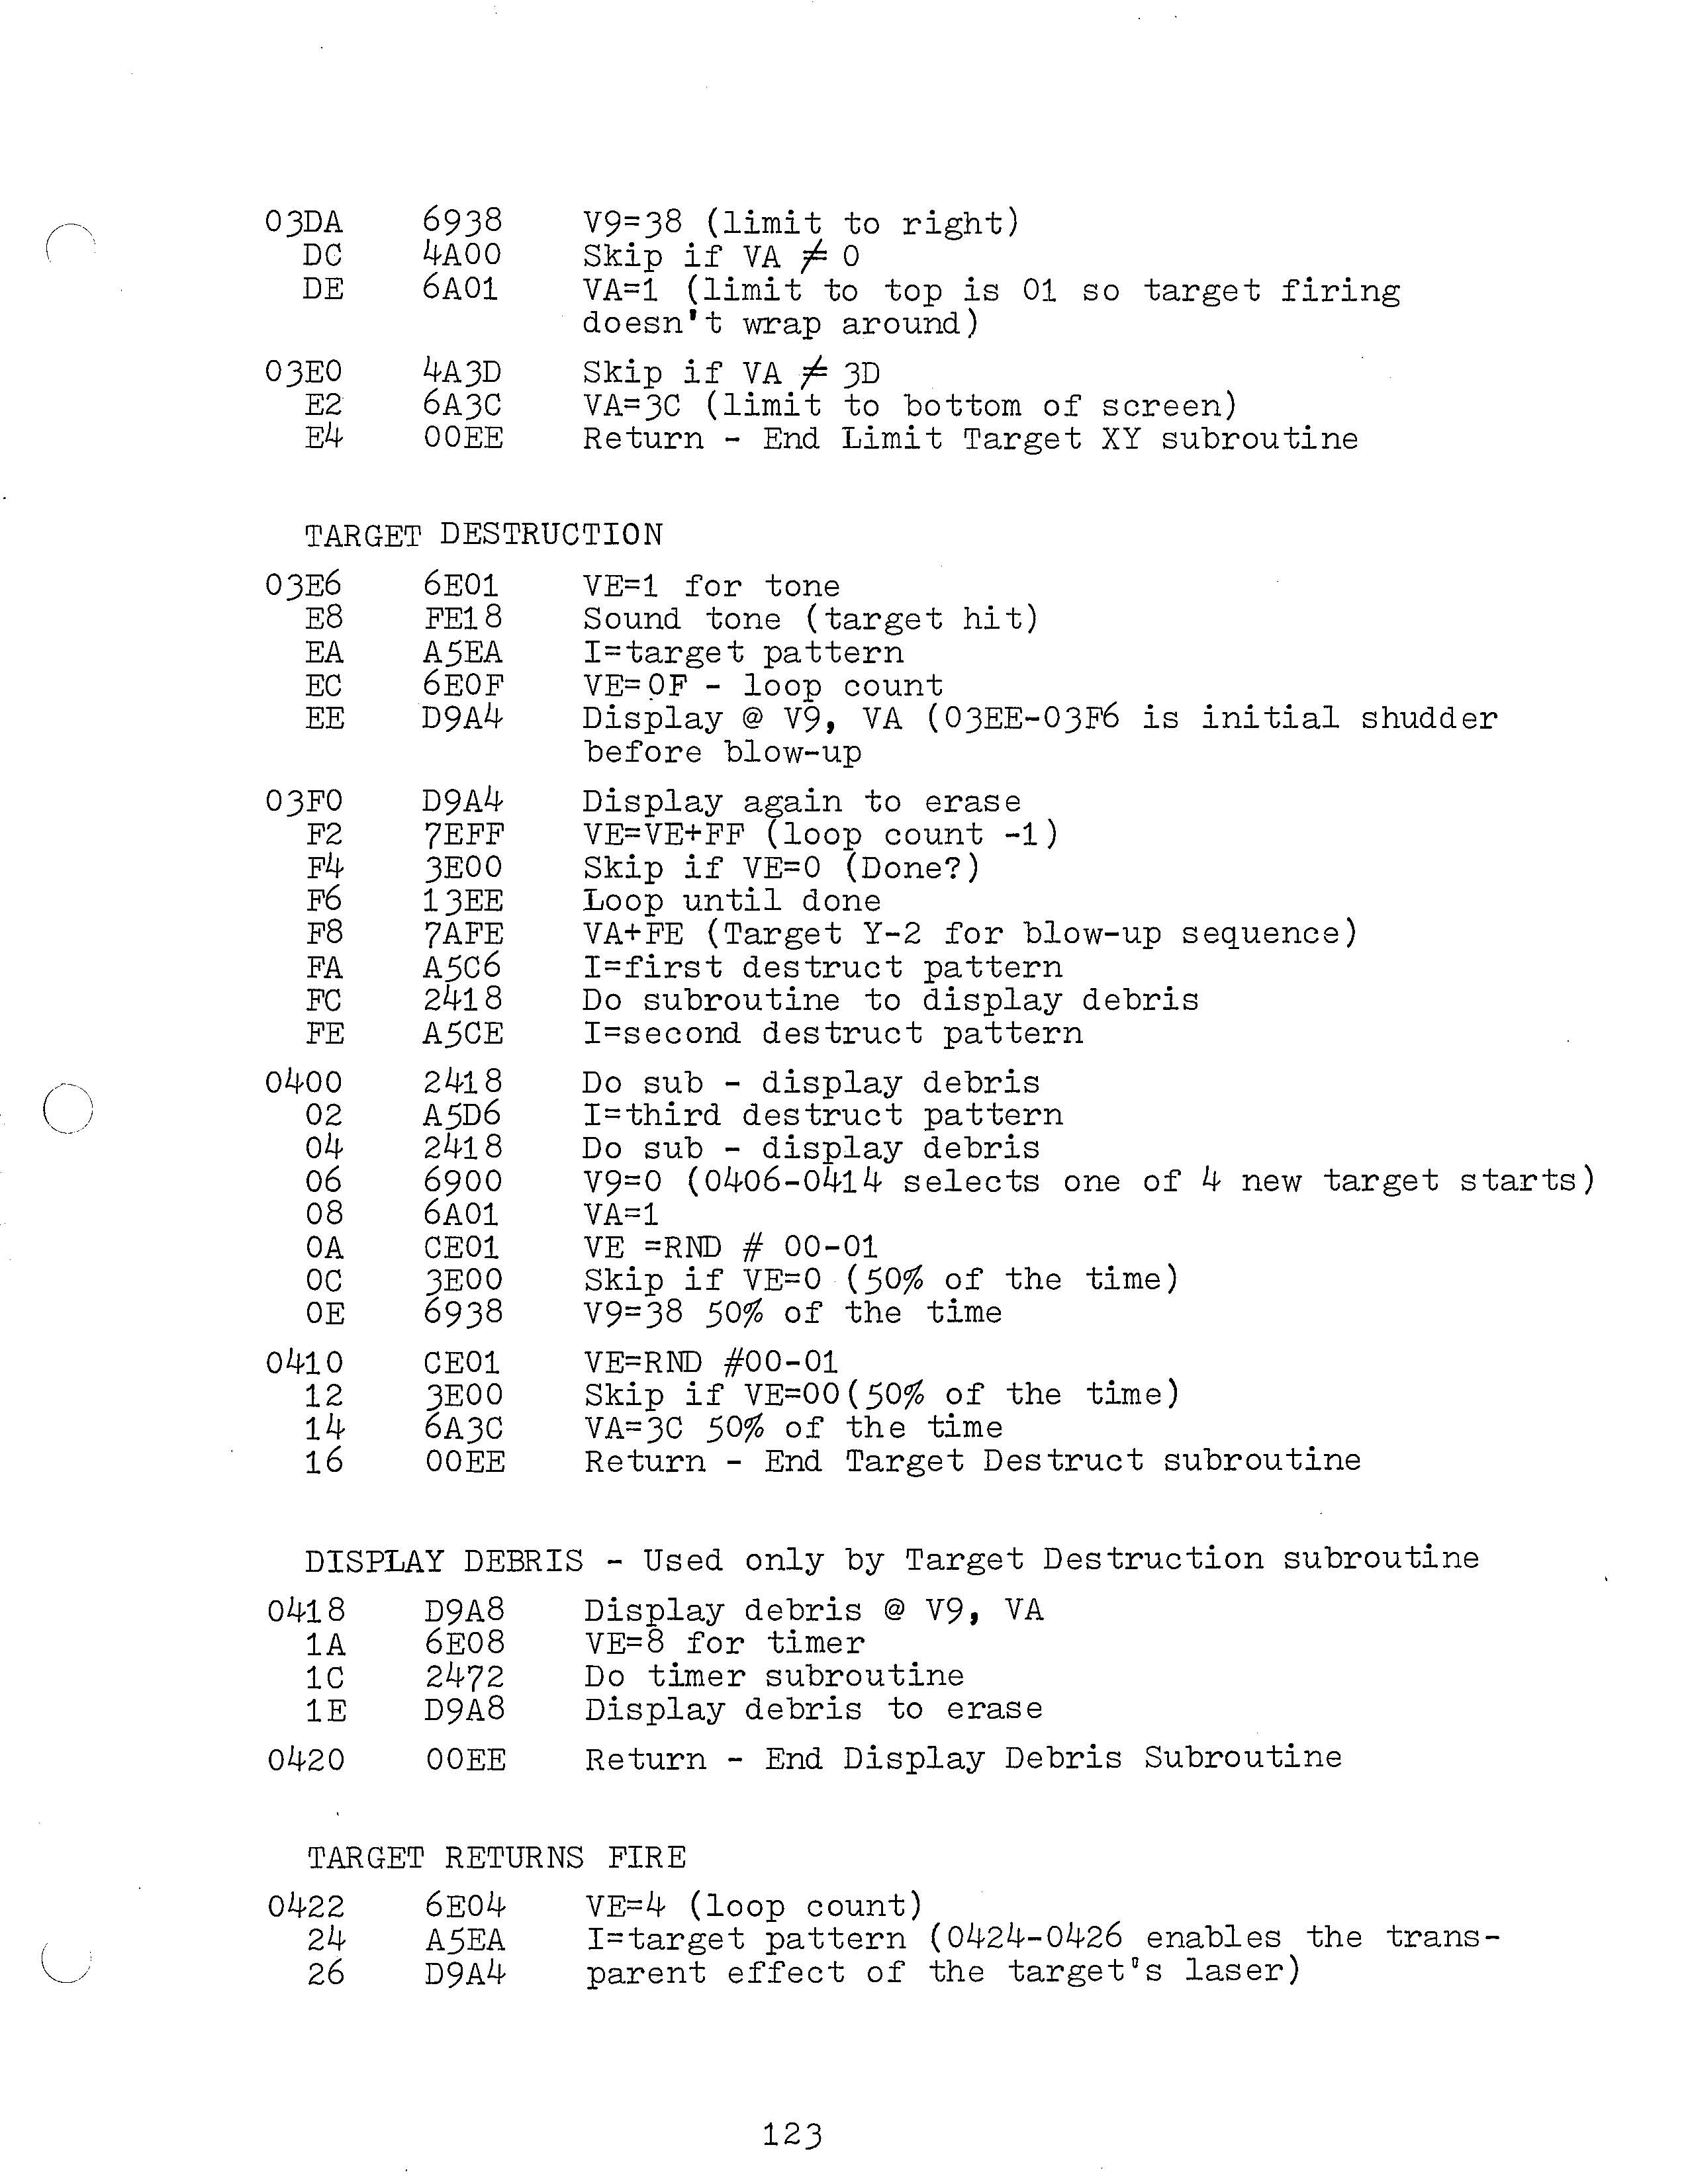 03DA 6938 V9=38 (limit to right)
DC 4A00 Skip if VA ≠ 0
DE 6A01 VA=1 (limit to top is 01 so target firing
doesn't wrap around)
03E0 4A3D Skip if VA ≠ 3D
E2 6A3C VA=3C (limit to bottom of screen)
E4 00EE Return - End Limit Target XY subroutine
TARGET DESTRUCTION
03E6 6E01 VE=1 for tone
E8 FE18 Sound tone (target hit)
EA A5EA I=target pattern
EC 6E0F VE=0F - loop count
EE D9A4 Display @ V9, VA (03EE-03F6 is initial shudder
before blow-up
03F0 D9A4 Display again to erase
F2 7EFF VE=VE+FF (loop count -1)
F4 3E00 Skip if VE=0 (Done?)
F6 13EE Loop until done
F8 7AFE VA+FE (Target Y-2 for blow-up sequence)
FA A5C6 I=first destruct pattern
FC 2418 Do subroutine to display debris
FE A5CE I=second destruct pattern
0400 2418 Do sub - display debris
02 A5D6 I=third destruct pattern
04 2418 Do sub - display debris
06 6900 V9=0 (0406-0414 selects one of 4 new target starts)
08 6A01 VA=1
0A CE01 VE =RND # 00-01
0C 3E00 Skip if VE=0 (50% of the time)
0E 6938 V9=38 50% of the time
0410 CE01 VE=RND #00-01
12 3E00 Skip if VE=00(50% of the time)
14 6A3C VA=3C 50% of the time
16 00EE Return - End Target Destruct subroutine
DISPLAY DEBRIS - Used only by Target Destruction subroutine
0418 D9A8 Display debris @ V9, VA
1A 6E08 VE=8 for timer
1C 2472 Do timer subroutine
1E D9A8 Display debris to erase
0420 00EE Return - End Display Debris Subroutine
TARGET RETURNS FIRE
0422 6E04 VE=4 (loop count)
24 A5EA I=target pattern (0424-0426 enables the trans-
26 D9A4 parent effect of the target's laser)
123